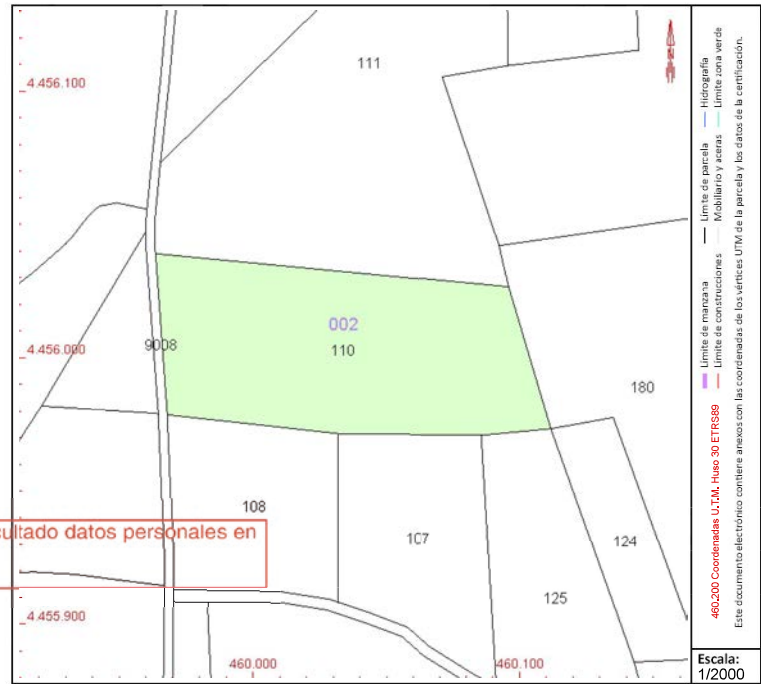 111
4.456.100
002
9008
4.456.000
110
180
108
ultado datos personales en
107
124
125
4.455.900
460.000
460.100
Límite de manzana
Límite de parcela
Hidrografía
Límite de construcciones
Mobiliario y aceras
Límite zona verde
460.200 Coordenadas U.T.M. Huso 30 ETRS89
Este documento electrónico contiene anexos con las coordenadas de los vértices UTM de la parcela y los datos de la certificación.
Escala:
1/2000